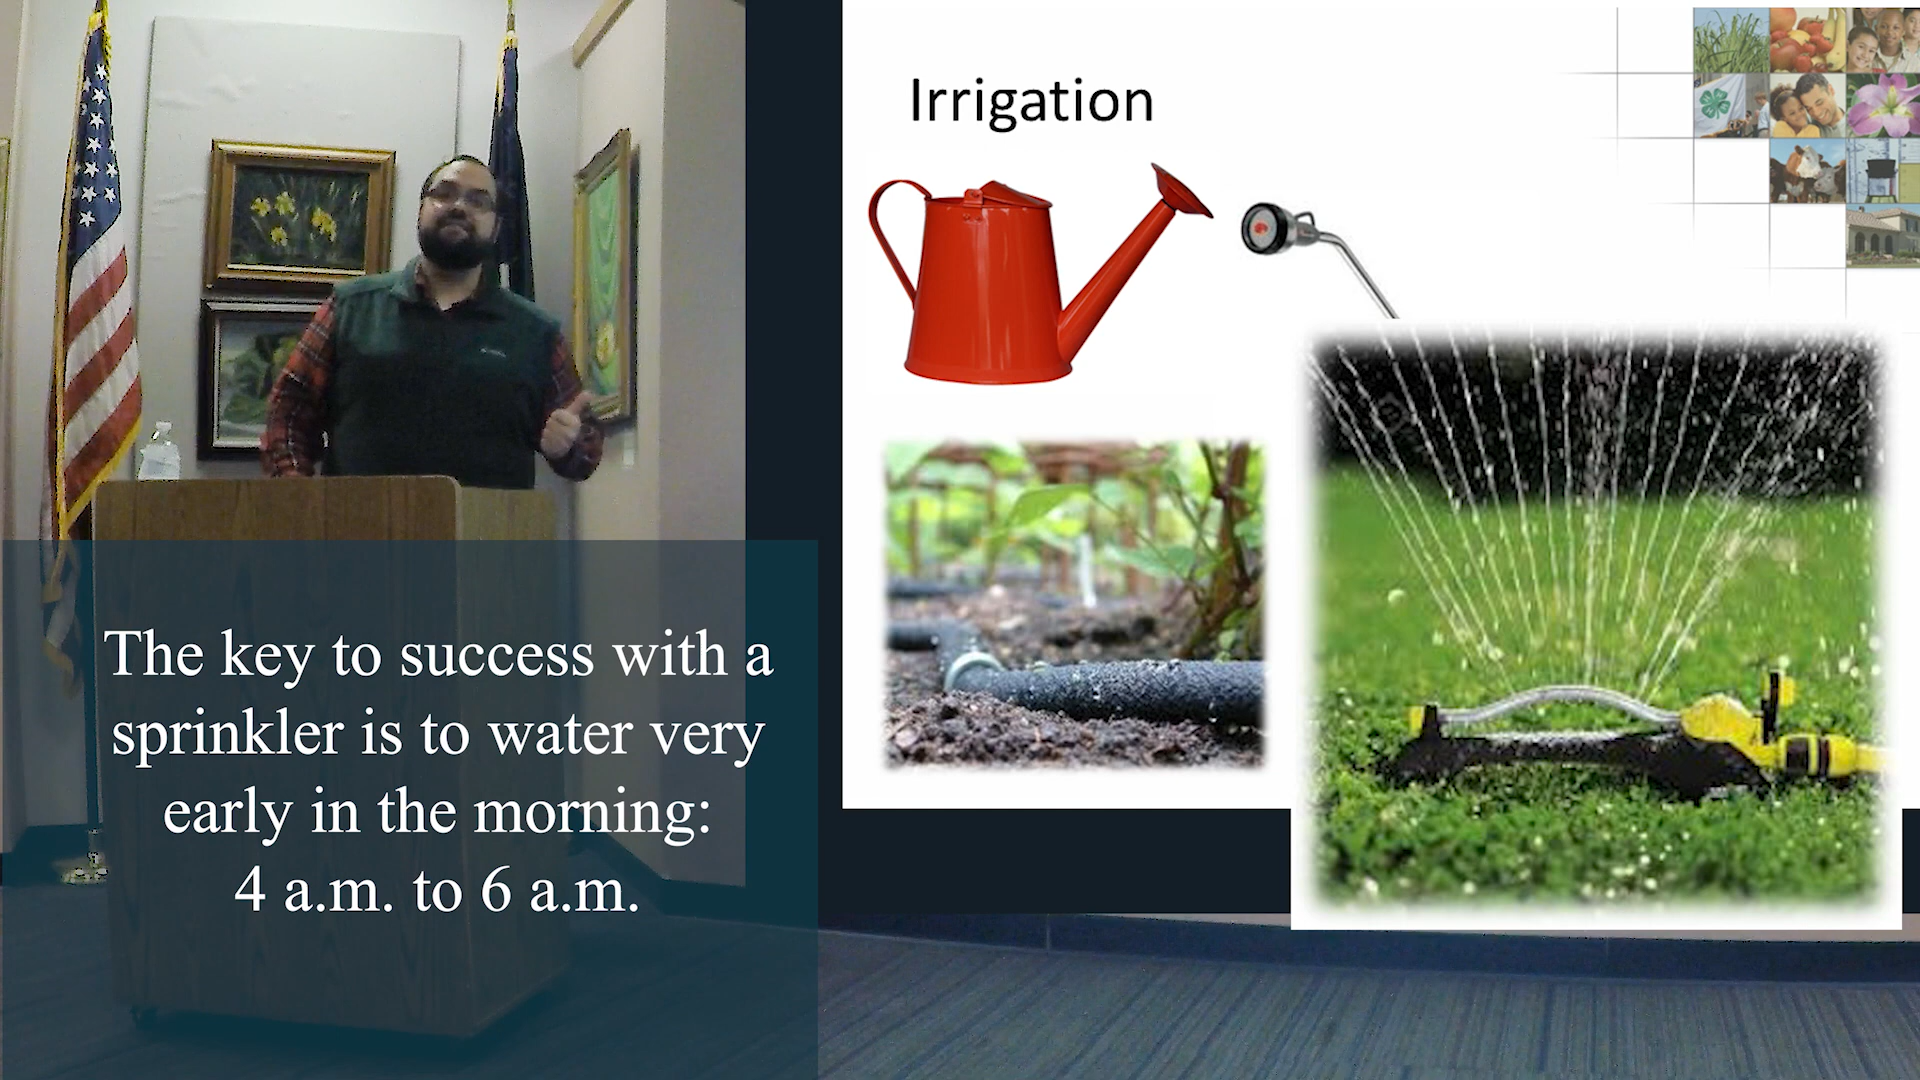 Irrigation
The key to success with a
sprinkler is to water very
early in the morning:
4 a.m. to 6 a.m.